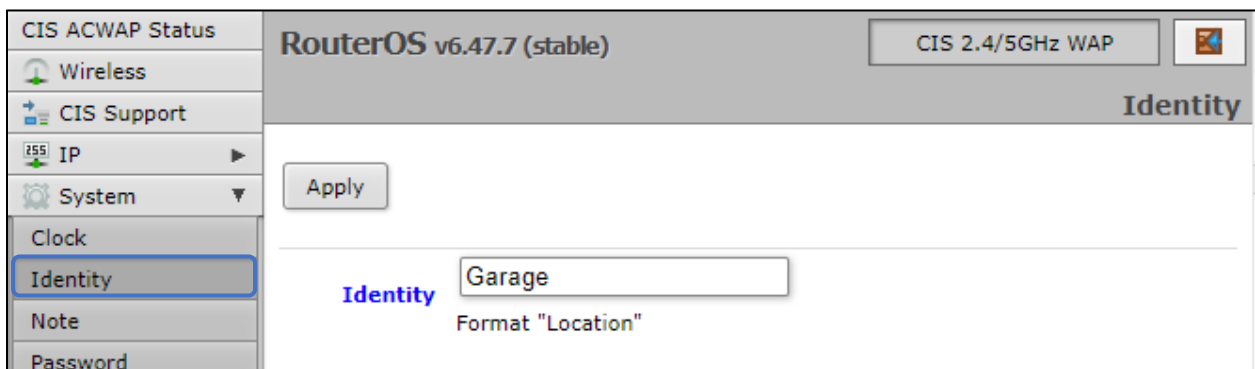 CIS ACWAP Status
Wireless
CIS Support
255 IP
System
Clock
Identity
Note
Password
RouterOS v6.47.7 (stable)
CIS 2.4/5GHz WAP
Identity
Apply
Identity Garage
Format "Location"